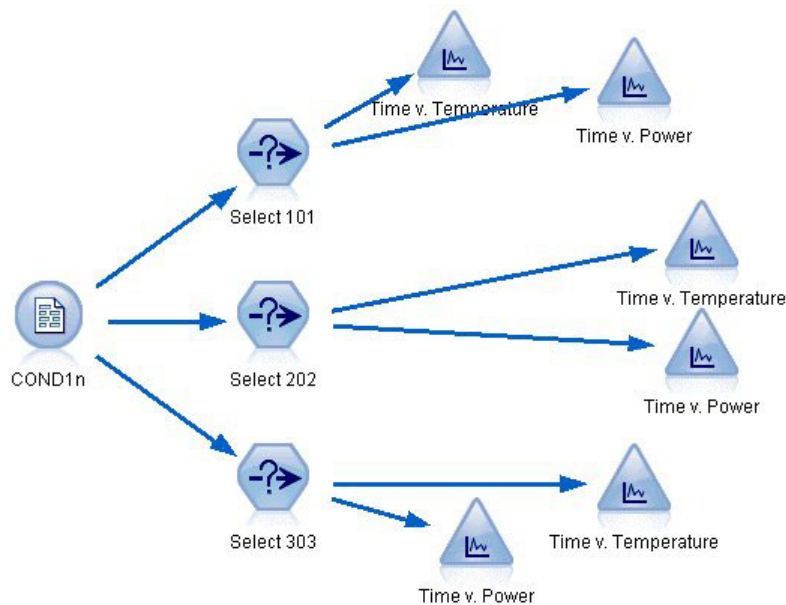 Time v. Temperature
Time v. Power
Select 101
Time v. Temperature
COND1n
Select 202
Time v. Power
Select 303
Time v. Temperature
Time v. Power